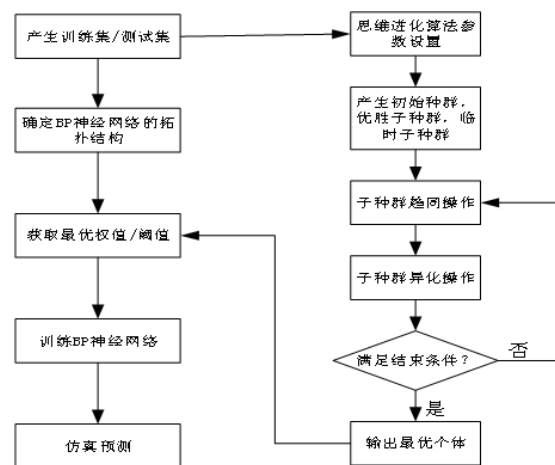 产生训练集/测试集
确定BP神经网络的拓
扑结构
获取最优权值/阈值
训练BP神经网络
仿真预测
思维进化算法参
数设置
产生初始种群,
优胜子种群, 临
时子种群
子种群趋同操作
子种群异化操作
满足结束条件?
否
是
输出最优个体